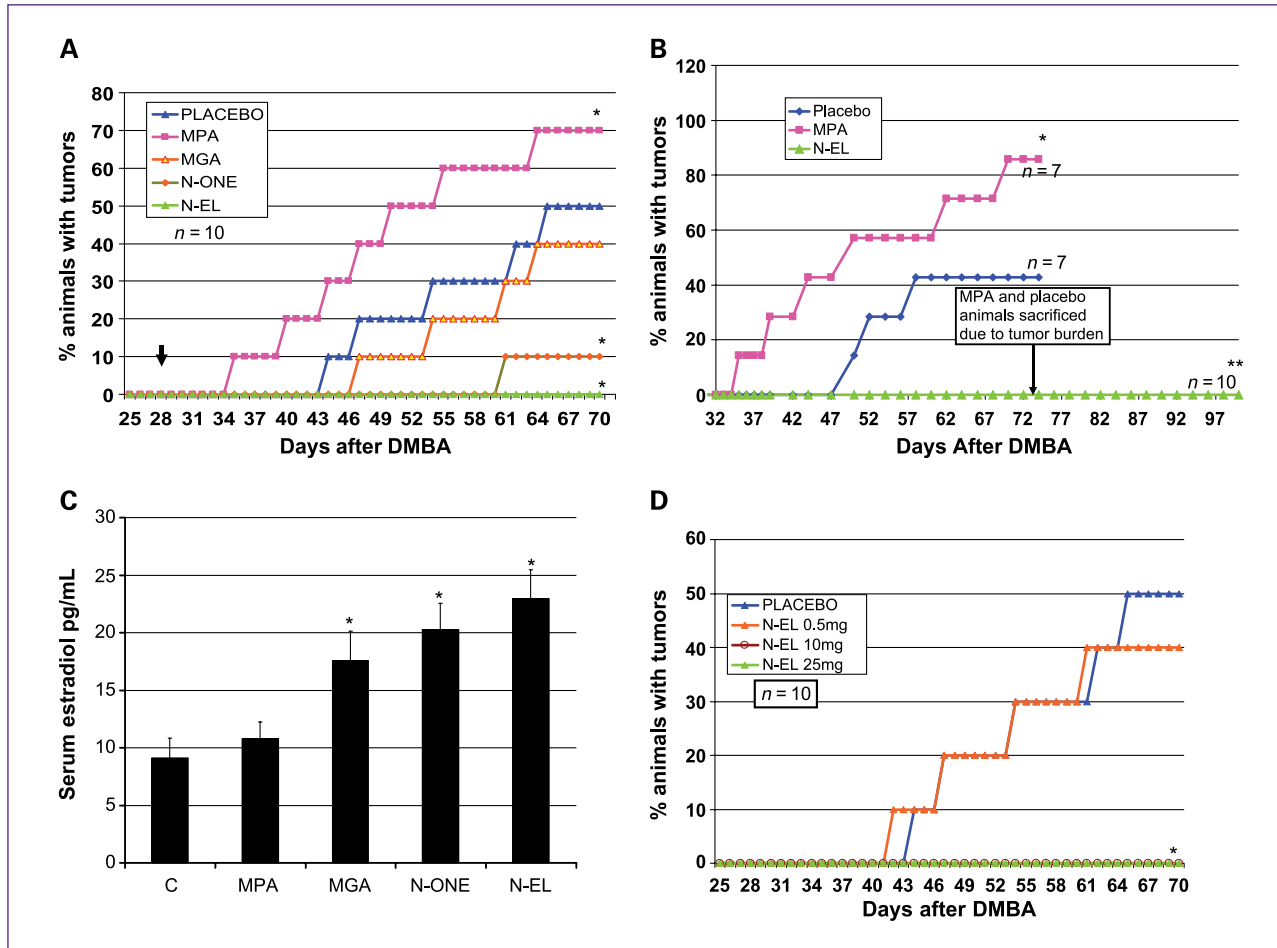 A
% animals with tumors
80
70
60
50
40
30
20
10
0
PLACEBO
MPA
MGA
N-ONE
N-EL
n = 10
*
*
*
25 28 31 34 37 40 43 46 49 52 55 58 61 64 67 70
Days after DMBA
B
% animals with tumors
120
100
80
60
40
20
0
Placebo
MPA
N-EL
*
n = 7
n = 7
MPA and placebo
animals sacrificed
due to tumor burden
**
n = 10
32 37 42 47 52 57 62 67 72 77 82 87 92 97
Days After DMBA
C
Serum estradiol pg/mL
30
25
20
15
10
5
0
*
*
*
C MPA MGA N-ONE N-EL
D
% animals with tumors
60
50
40
30
20
10
0
PLACEBO
N-EL 0.5mg
N-EL 10mg
N-EL 25mg
n = 10
*
25 28 31 34 37 40 43 46 49 52 55 58 61 64 67 70
Days after DMBA